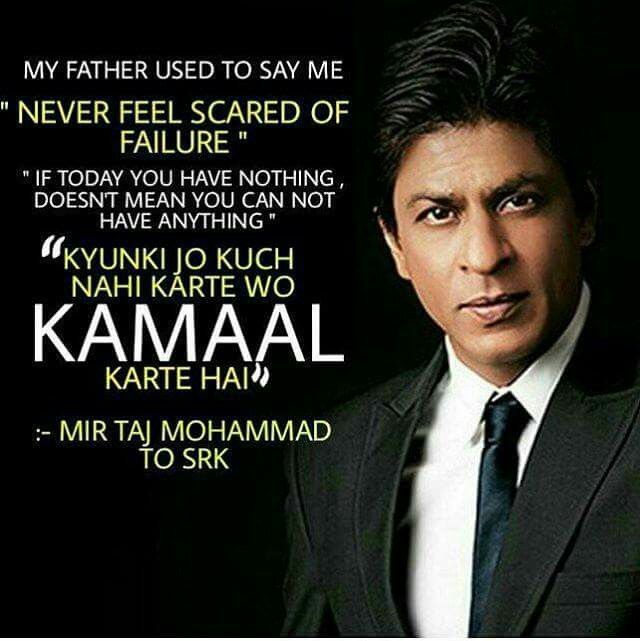 MY FATHER USED TO SAY ME
" NEVER FEEL SCARED OF
FAILURE "
" IF TODAY YOU HAVE NOTHING ,
DOESN'T MEAN YOU CAN NOT
HAVE ANYTHING "
"KYUNKI JO KUCH
NAHI KARTE WO
KAMAAL
KARTE HAI"
:- MIR TAJ MOHAMMAD
TO SRK